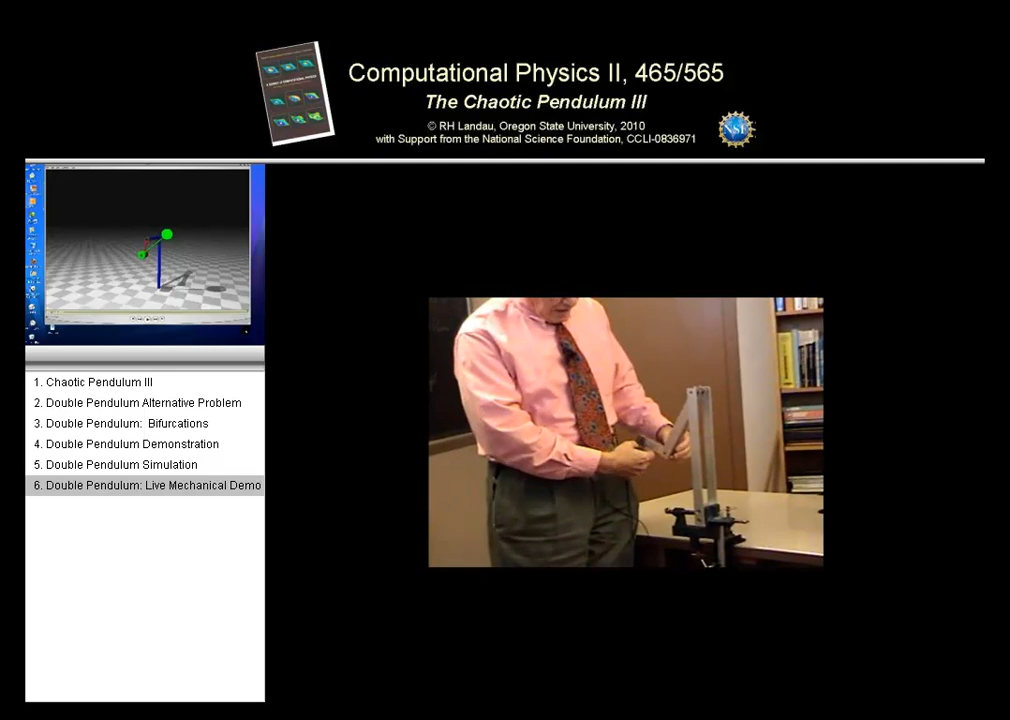 Computational Physics II, 465/565
The Chaotic Pendulum III
© RH Landau, Oregon State University, 2010
with Support from the National Science Foundation, CCLI-0836971
NSF
1. Chaotic Pendulum III
2. Double Pendulum Alternative Problem
3. Double Pendulum:  Bifurcations
4. Double Pendulum Demonstration
5. Double Pendulum Simulation
6. Double Pendulum: Live Mechanical Demo